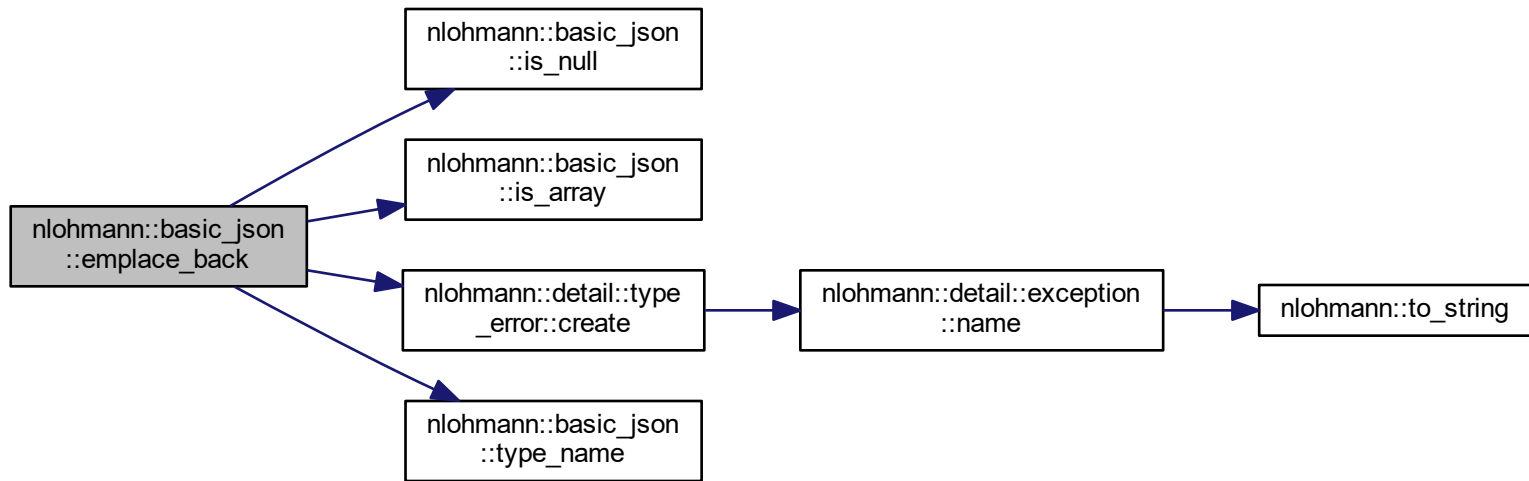 nlohmann::basic_json
::is_null
nlohmann::basic_json
::is_array
nlohmann::basic_json
::emplace_back
nlohmann::detail::type
_error::create
nlohmann::detail::exception
::name
nlohmann::to_string
nlohmann::basic_json
::type_name